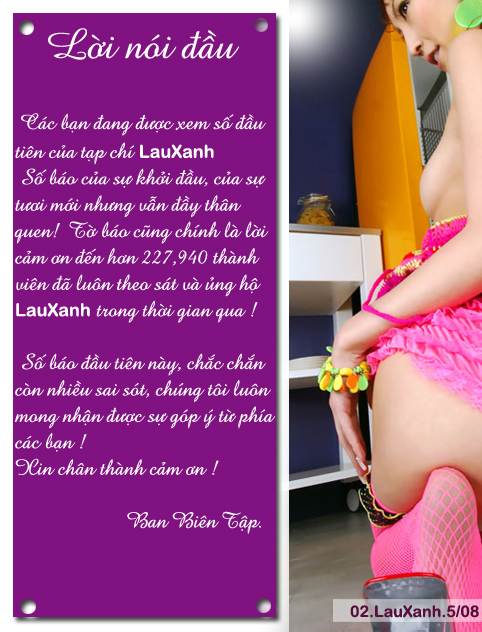 Lời nói đầu
Các bạn đang được xem số đầu
tiên của tạp chí LauXanh
Số báo của sự khởi đầu, của sự
tươi mới nhưng vẫn đầy thân
quen! Tờ báo cũng chính là lời
cảm ơn đến hơn 227,940 thành
viên đã luôn theo sát và ủng hộ
LauXanh trong thời gian qua !
Số báo đầu tiên này, chắc chắn
còn nhiều sai sót, chúng tôi luôn
mong nhận được sự góp ý từ phía
các bạn !
Xin chân thành cảm ơn !
Ban Biên Tập.
02.LauXanh.5/08